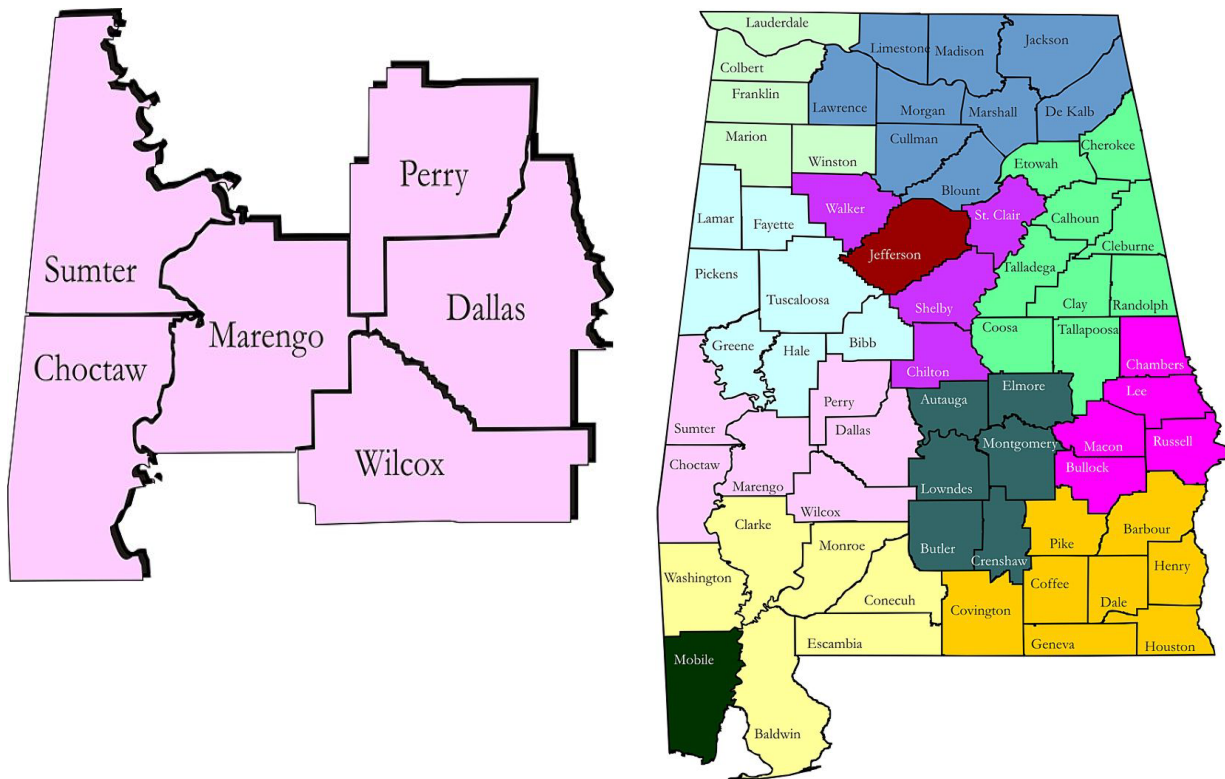 Perry
Sumter
Dallas
Marengo
Choctaw
Wilcox
Lauderdale
Limestone
Madison
Jackson
Colbert
Franklin
Lawrence
Morgan
Marshall
De Kalb
Marion
Cullman
Cherokee
Winston
Etowah
Blount
Walker
St. Clair
Lamar
Fayette
Calhoun
Jefferson
Cleburne
Pickens
Talladega
Tuscaloosa
Shelby
Clay
Randolph
Greene
Hale
Bibb
Coosa
Tallapoosa
Chilton
Chambers
Perry
Autauga
Elmore
Lee
Sumter
Dallas
Montgomery
Macon
Russell
Choctaw
Marengo
Lowndes
Bullock
Wilcox
Clarke
Monroe
Butler
Crenshaw
Pike
Barbour
Washington
Conecuh
Covington
Coffee
Dale
Henry
Escambia
Geneva
Houston
Mobile
Baldwin